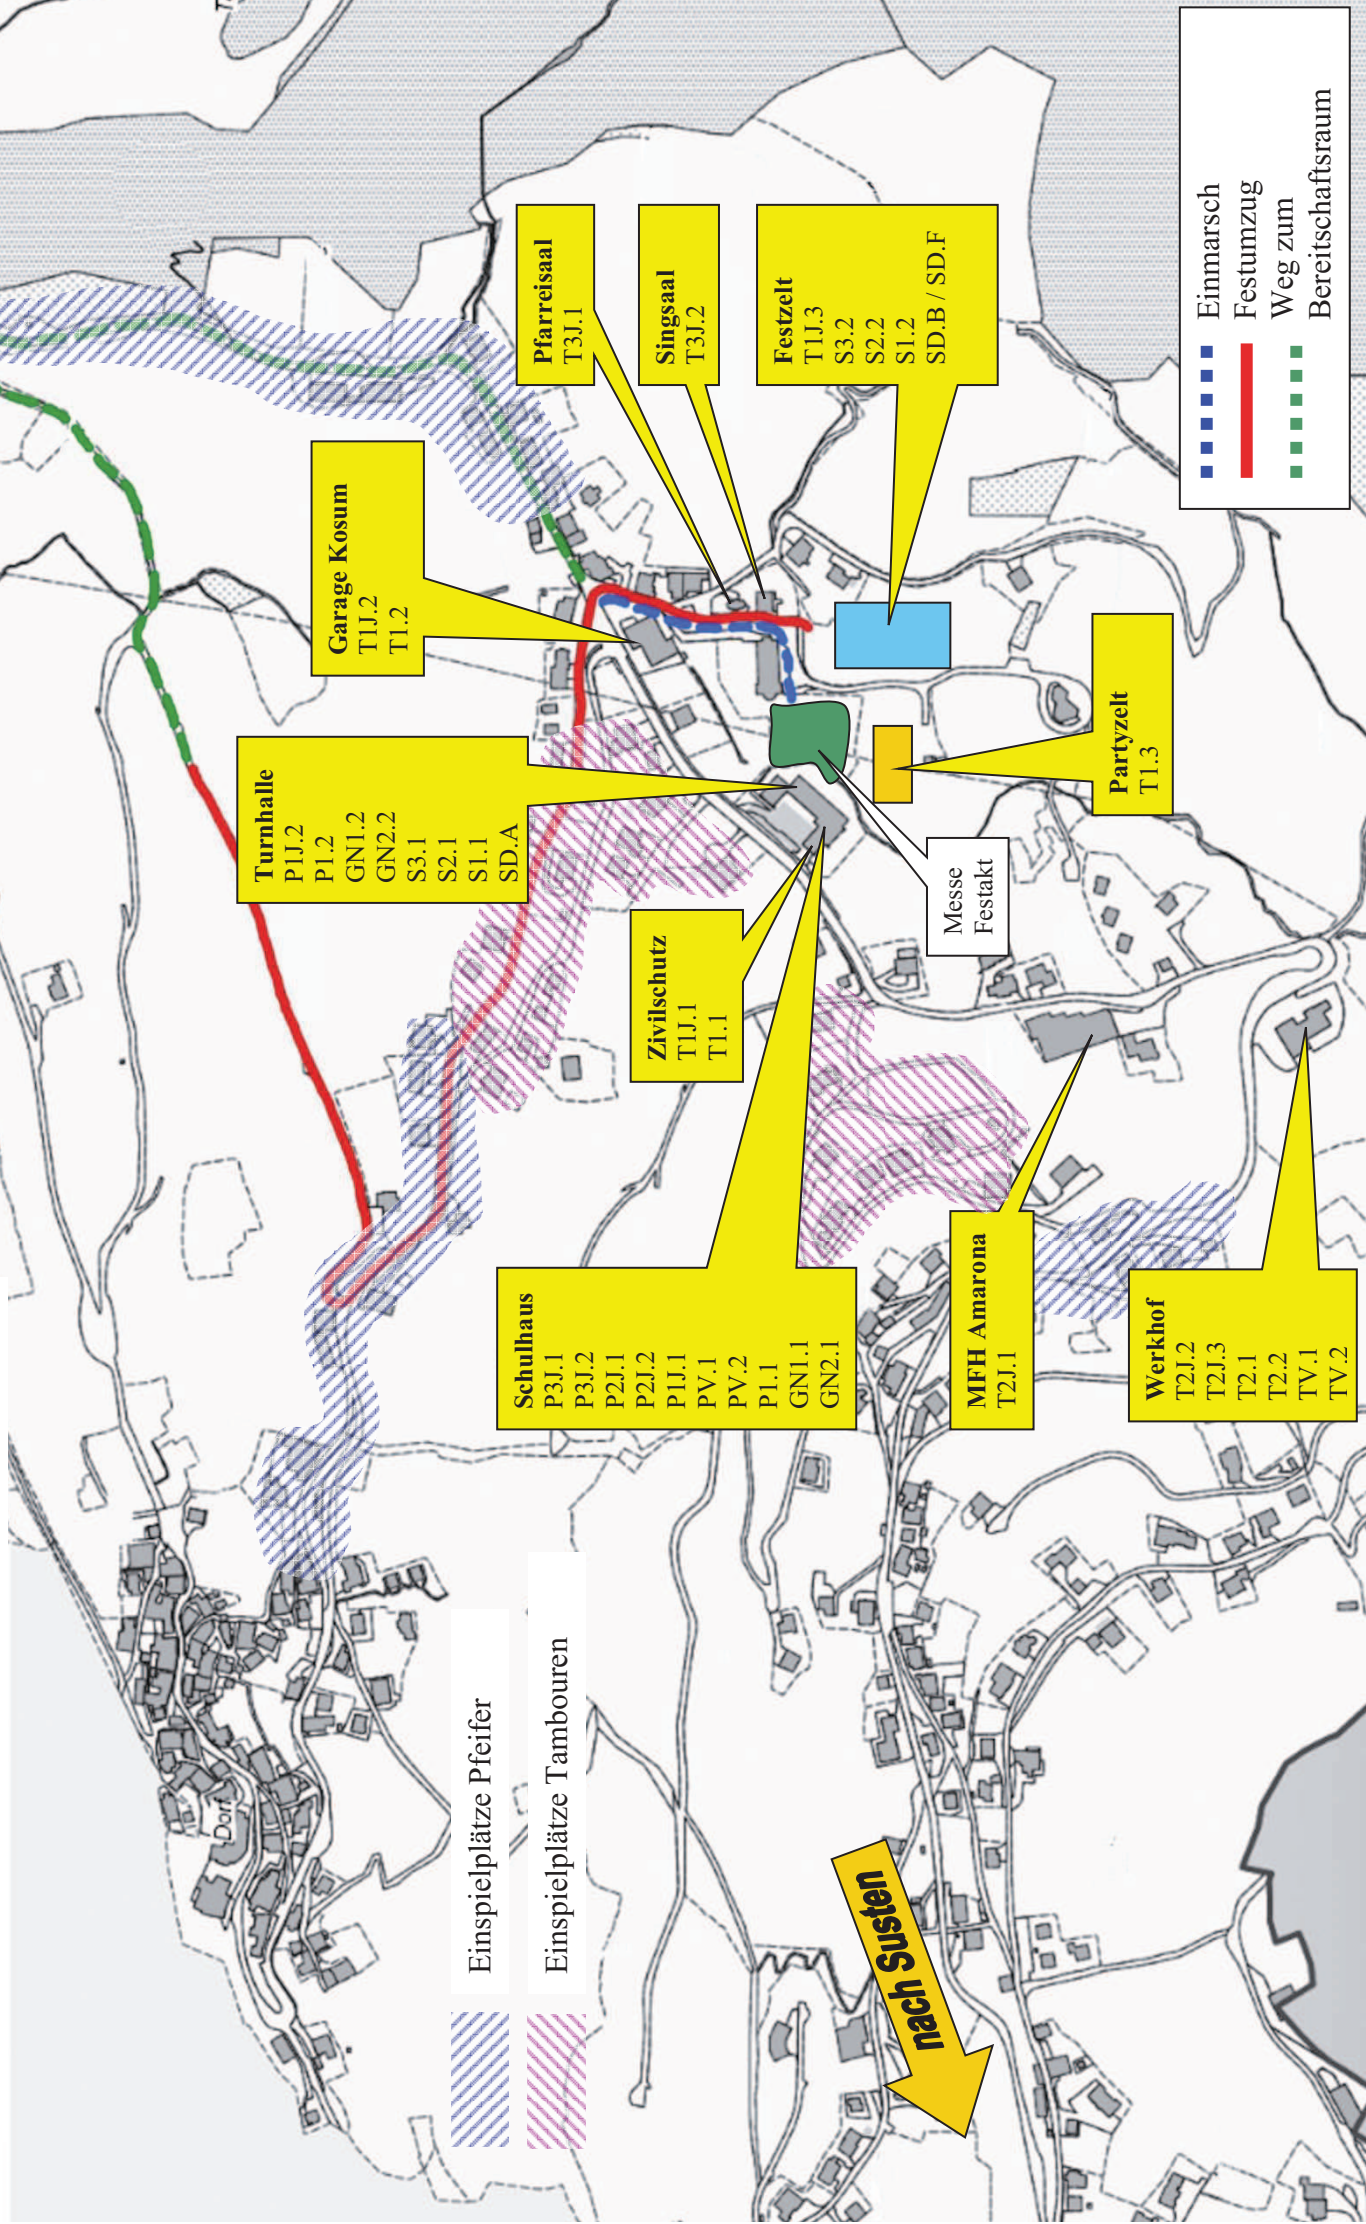 Pfarreisaal
T3J.1
Singsaal
T3J.2
Festzelt
T1J.3
S3.2
S2.2
S1.2
SD.B / SD.F
Einmarsch
Festumzug
Weg zum
Bereitschaftsraum
Garage Kosum
T1J.2
T1.2
Turnhalle
P1J.2
P1.2
GN1.2
GN2.2
S3.1
S2.1
S1.1
SD.A
Partyzelt
T1.3
Messe
Festakt
Zivilschutz
T1J.1
T1.1
Schulhaus
P3J.1
P3J.2
P2J.1
P2J.2
P1J.1
PV.1
PV.2
P1.1
GN1.1
GN2.1
MFH Amarona
T2J.1
Werkhof
T2J.2
T2J.3
T2.1
T2.2
TV.1
TV.2
Einspielplätze Pfeifer
Einspielplätze Tambouren
Dorf
nach Susten